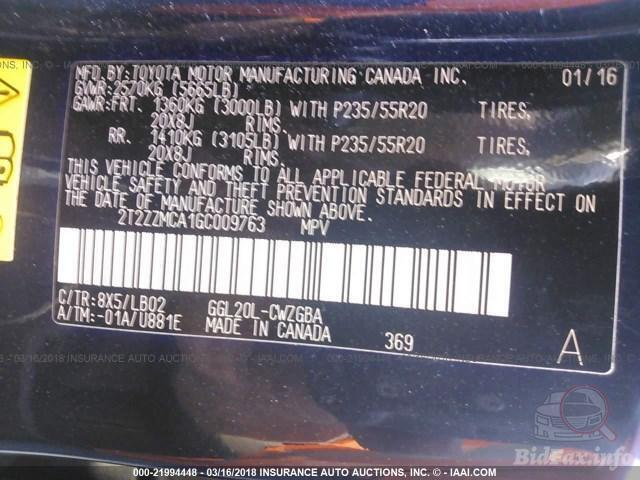 MFD.BY:TOYOTA MOTOR MANUFACTURING CANADA INC. 01/16
GVWR:2570KG (5665LB)
GAWR:FRT. 1360KG (3000LB) WITH P235/55R20 TIRES,
20X8J RIMS.
RR. 1410KG (3105LB) WITH P235/55R20 TIRES,
20X8J RIMS.
THIS VEHICLE CONFORMS TO ALL APPLICABLE FEDERAL MOTOR
VEHICLE SAFETY AND THEFT PREVENTION STANDARDS IN EFFECT ON
THE DATE OF MANUFACTURE SHOWN ABOVE.
2T2ZZMCA1GC009763 MPV
C/TR:8X5/LB02 GGL20L-CWZGBA
A/TM:-01A/U881E MADE IN CANADA 369 A
BidFax.info
000-21994448 - 03/16/2018 INSURANCE AUTO AUCTIONS, INC. - IAAI.COM